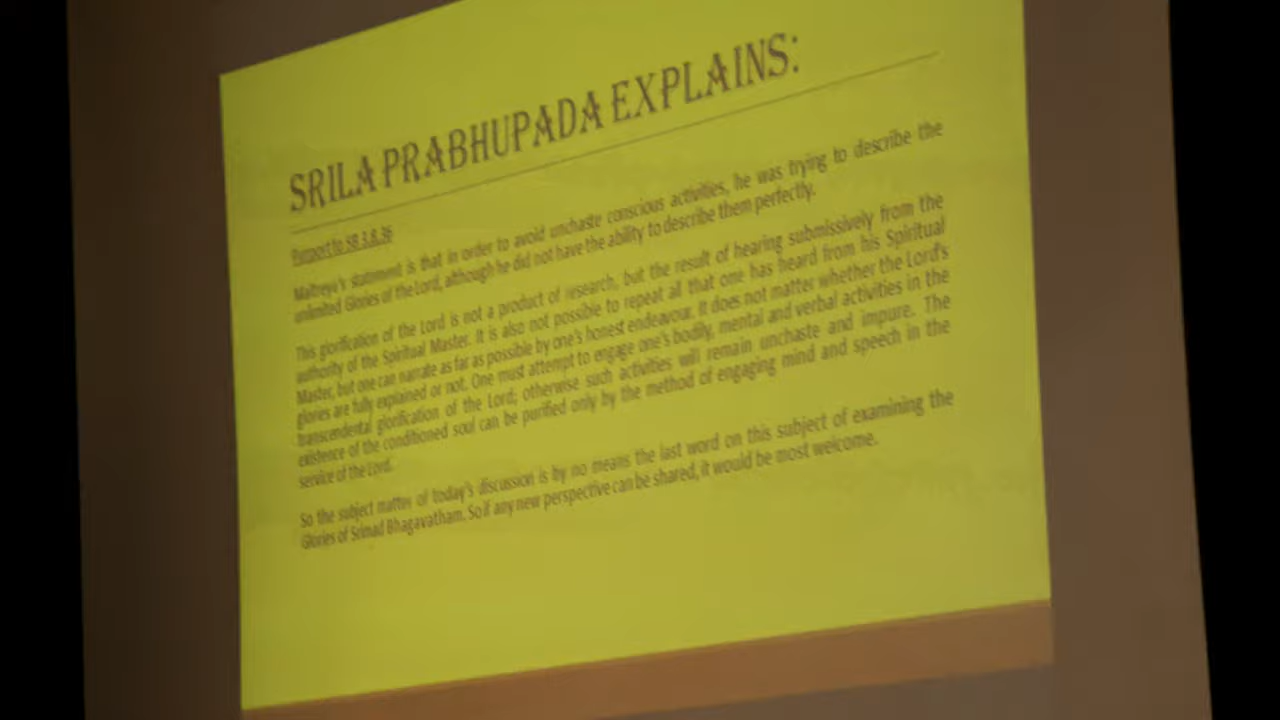 SRILA PRABHUPADA EXPLAINS:
Purport to SB 3.6.36
Maitreya's statement is that in order to avoid unchaste conscious activities, he was trying to describe the
unlimited Glories of the Lord, although he did not have the ability to describe them perfectly.
This glorification of the Lord is not a product of research, but the result of hearing submissively from the
authority of the Spiritual Master. It is also not possible to repeat all that one has heard from his Spiritual
Master, but one can narrate as far as possible by one's honest endeavour. It does not matter whether the Lord's
glories are fully explained or not. One must attempt to engage one's bodily, mental and verbal activities in the
transcendental glorification of the Lord; otherwise such activities will remain unchaste and impure. The
existence of the conditioned soul can be purified only by the method of engaging mind and speech in the
service of the Lord.
So the subject matter of today's discussion is by no means the last word on this subject of examining the
Glories of Srimad Bhagavatham. So if any new perspective can be shared, it would be most welcome.